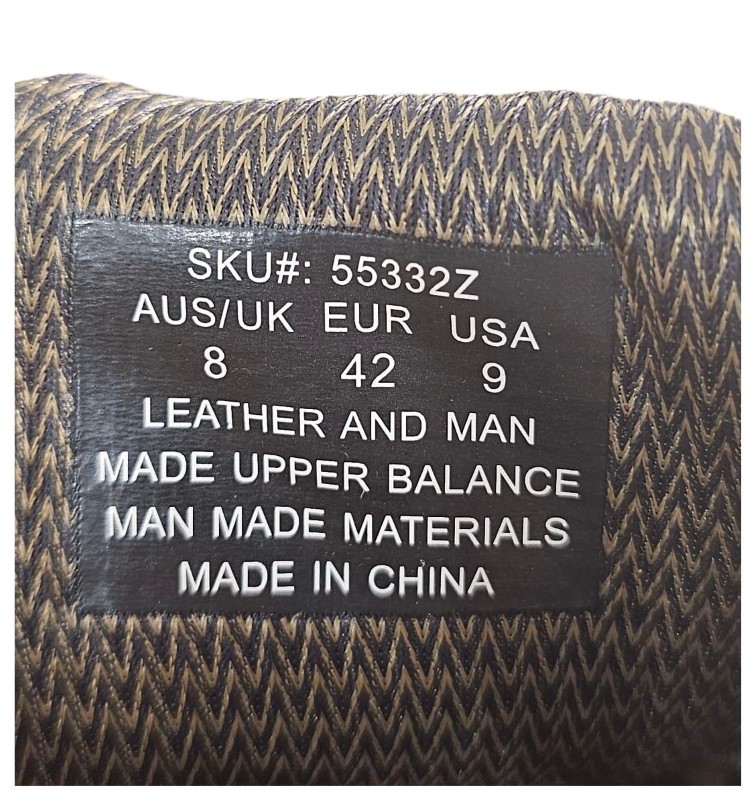 SKU#: 55332Z
AUS/UK EUR USA
8 42 9
LEATHER AND MAN
MADE UPPER BALANCE
MAN MADE MATERIALS
MADE IN CHINA